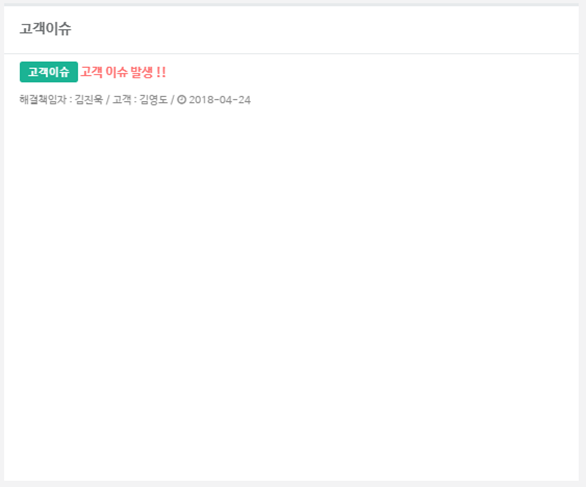 고객이슈
고객이슈 고객 이슈 발생 !!
해결책임자 : 김진욱 / 고객 : 김영도 / 2018-04-24